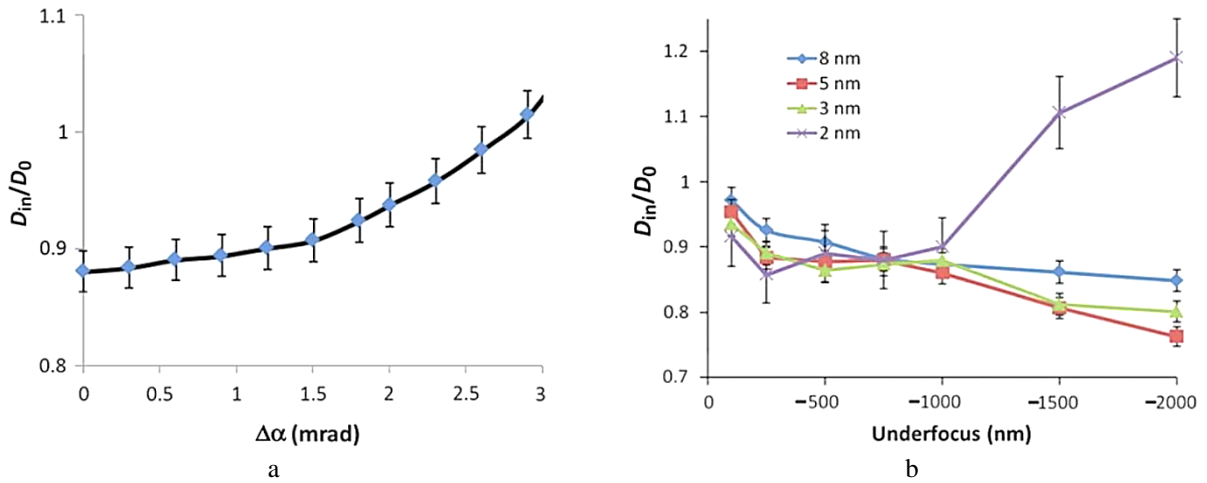 1.1
1
0.9
0.8
D_in/D_0
0 0.5 1 1.5 2 2.5 3
Δα (mrad)
a
1.2
1.1
1
0.9
0.8
0.7
D_in/D_0
8 nm
5 nm
3 nm
2 nm
0 −500 −1000 −1500 −2000
Underfocus (nm)
b